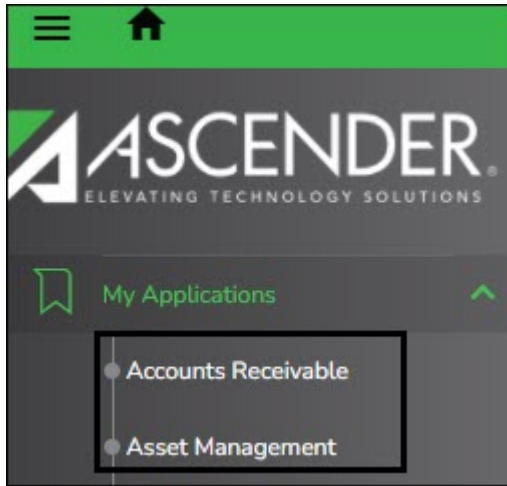 ASCENDER.
ELEVATING TECHNOLOGY SOLUTIONS
My Applications
Accounts Receivable
Asset Management